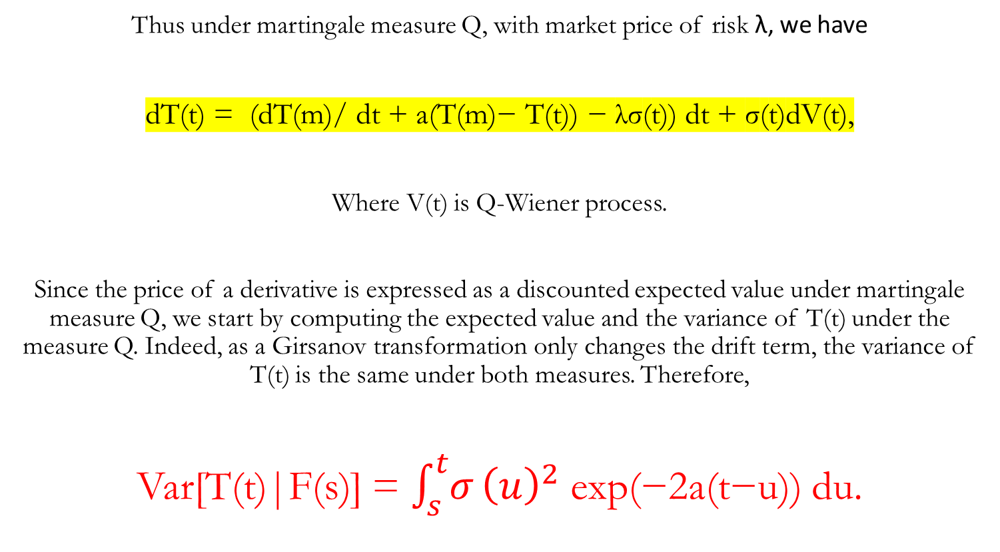 Thus under martingale measure Q, with market price of risk λ, we have
dT(t) = (dT(m)/ dt + a(T(m)− T(t)) − λσ(t)) dt + σ(t)dV(t),
Where V(t) is Q-Wiener process.
Since the price of a derivative is expressed as a discounted expected value under martingale
measure Q, we start by computing the expected value and the variance of T(t) under the
measure Q. Indeed, as a Girsanov transformation only changes the drift term, the variance of
T(t) is the same under both measures. Therefore,
Var[T(t)|F(s)] = ∫ₛᵗ σ (u)² exp(−2a(t−u)) du.